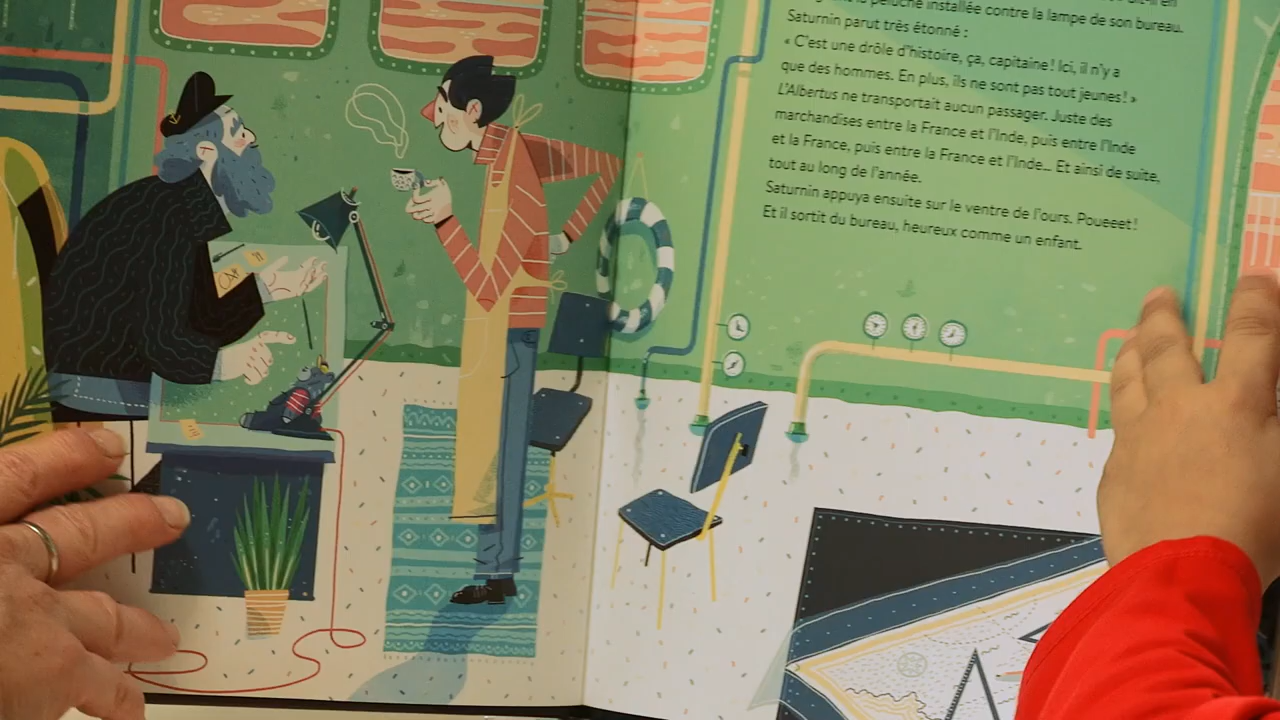 peluche installée contre la lampe de son bureau.
Saturnin parut très étonné :
« C'est une drôle d'histoire, ça, capitaine ! Ici, il n'y a
que des hommes. En plus, ils ne sont pas tout jeunes ! »
L'Albertus ne transportait aucun passager. Juste des
marchandises entre la France et l'Inde, puis entre l'Inde
et la France, puis entre la France et l'Inde... Et ainsi de suite,
tout au long de l'année.
Saturnin appuya ensuite sur le ventre de l'ours. Poueeet !
Et il sortit du bureau, heureux comme un enfant.